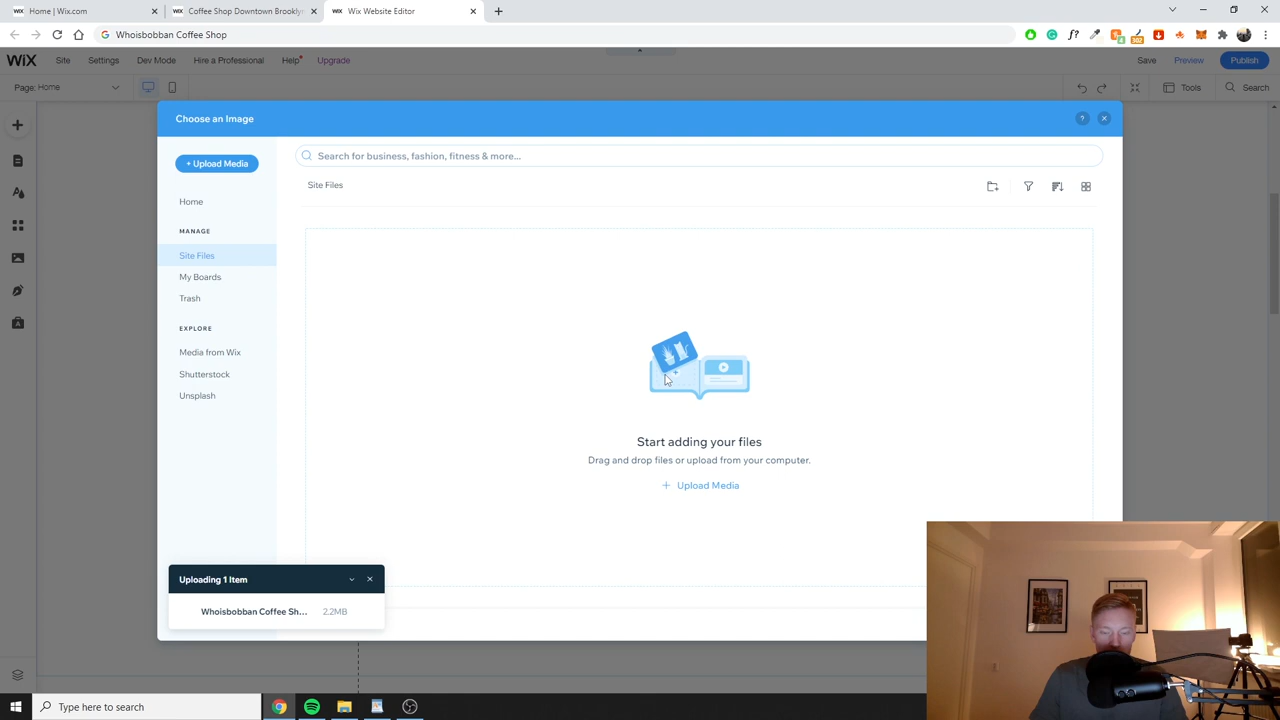 Home | Wix.com
Coffee Shop Downtown Brooklyn
Wix Website Editor
Whoisbobban Coffee Shop
WiX
Site
Settings
Dev Mode
Hire a Professional
Help
Upgrade
Save
Preview
Publish
Page: Home
Tools
Search
Choose an Image
+ Upload Media
Search for business, fashion, fitness & more...
Home
Site Files
MANAGE
Site Files
My Boards
Trash
EXPLORE
Media from Wix
Shutterstock
Unsplash
Start adding your files
Drag and drop files or upload from your computer.
+ Upload Media
Uploading 1 Item
Whoisbobban Coffee Sh... 2.2MB
Type here to search